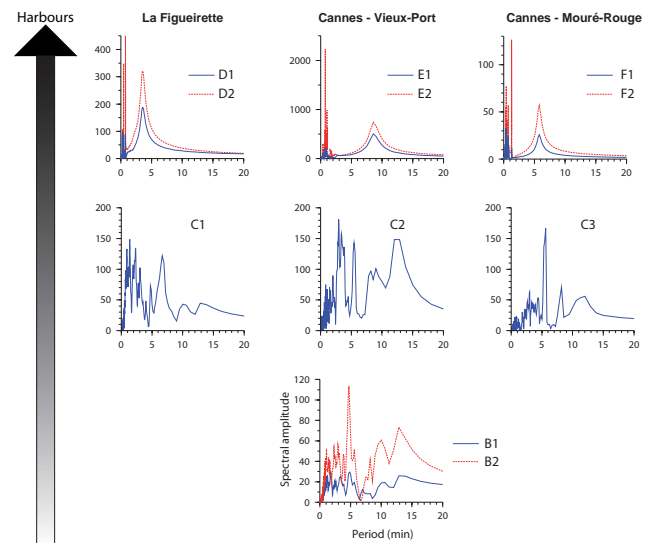 Harbours
La Figueirette
Cannes - Vieux-Port
Cannes - Mouré-Rouge
400
300
200
100
0
0 5 10 15 20
D1
D2
2000
1000
0
0 5 10 15 20
E1
E2
100
50
0
0 5 10 15 20
F1
F2
200
150
100
50
0
0 5 10 15 20
C1
200
150
100
50
0
0 5 10 15 20
C2
200
150
100
50
0
0 5 10 15 20
C3
Spectral amplitude
120
100
80
60
40
20
0
0 5 10 15 20
Period (min)
B1
B2